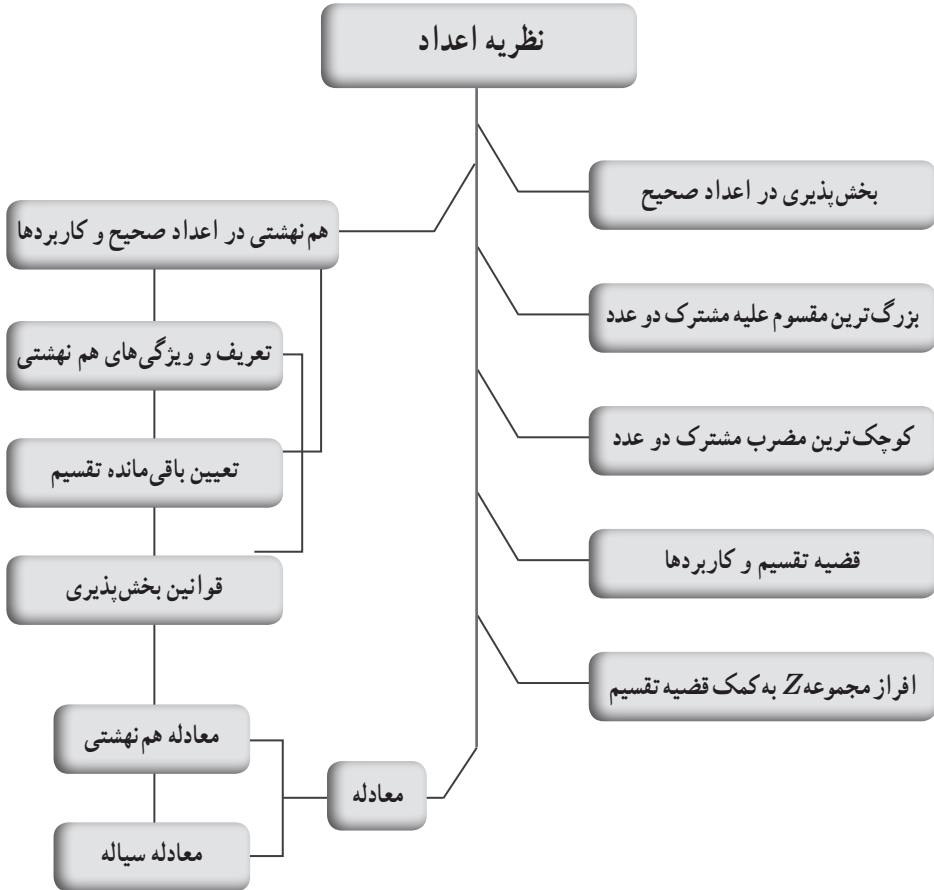 نظریه اعداد
بخش‌پذیری در اعداد صحیح
بزرگ‌ترین مقسوم علیه مشترک دو عدد
کوچک‌ترین مضرب مشترک دو عدد
قضیه تقسیم و کاربردها
افراز مجموعه Z به کمک قضیه تقسیم
هم‌نهشتی در اعداد صحیح و کاربردها
تعریف و ویژگی‌های هم نهشتی
تعیین باقی‌مانده تقسیم
قوانین بخش‌پذیری
معادله
معادله هم‌نهشتی
معادله سیاله